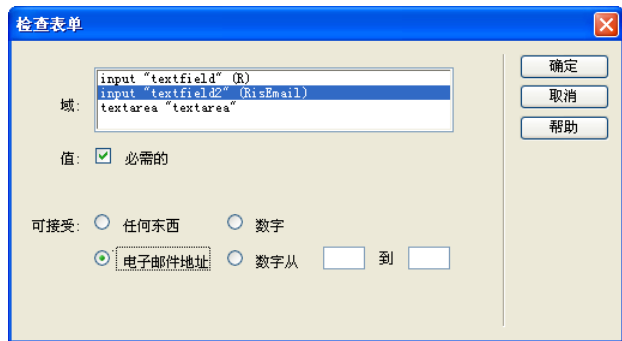 检查表单
域:
input "textfield" (R)
input "textfield2" (RisEmail)
textarea "textarea"
值:
必需的
可接受:
任何东西
数字
电子邮件地址
数字从
到
确定
取消
帮助